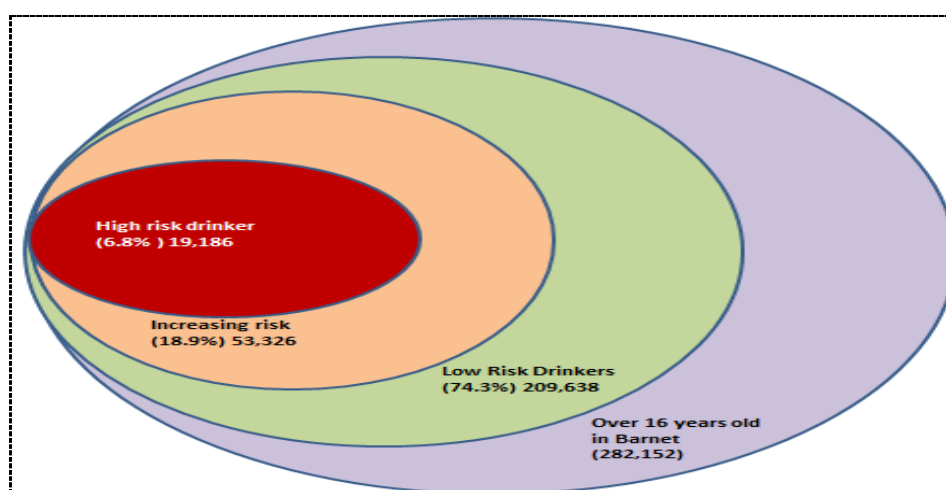 High risk drinker
(6.8% ) 19,186
Increasing risk
(18.9%) 53,326
Low Risk Drinkers
(74.3%) 209,638
Over 16 years old
in Barnet
(282,152)